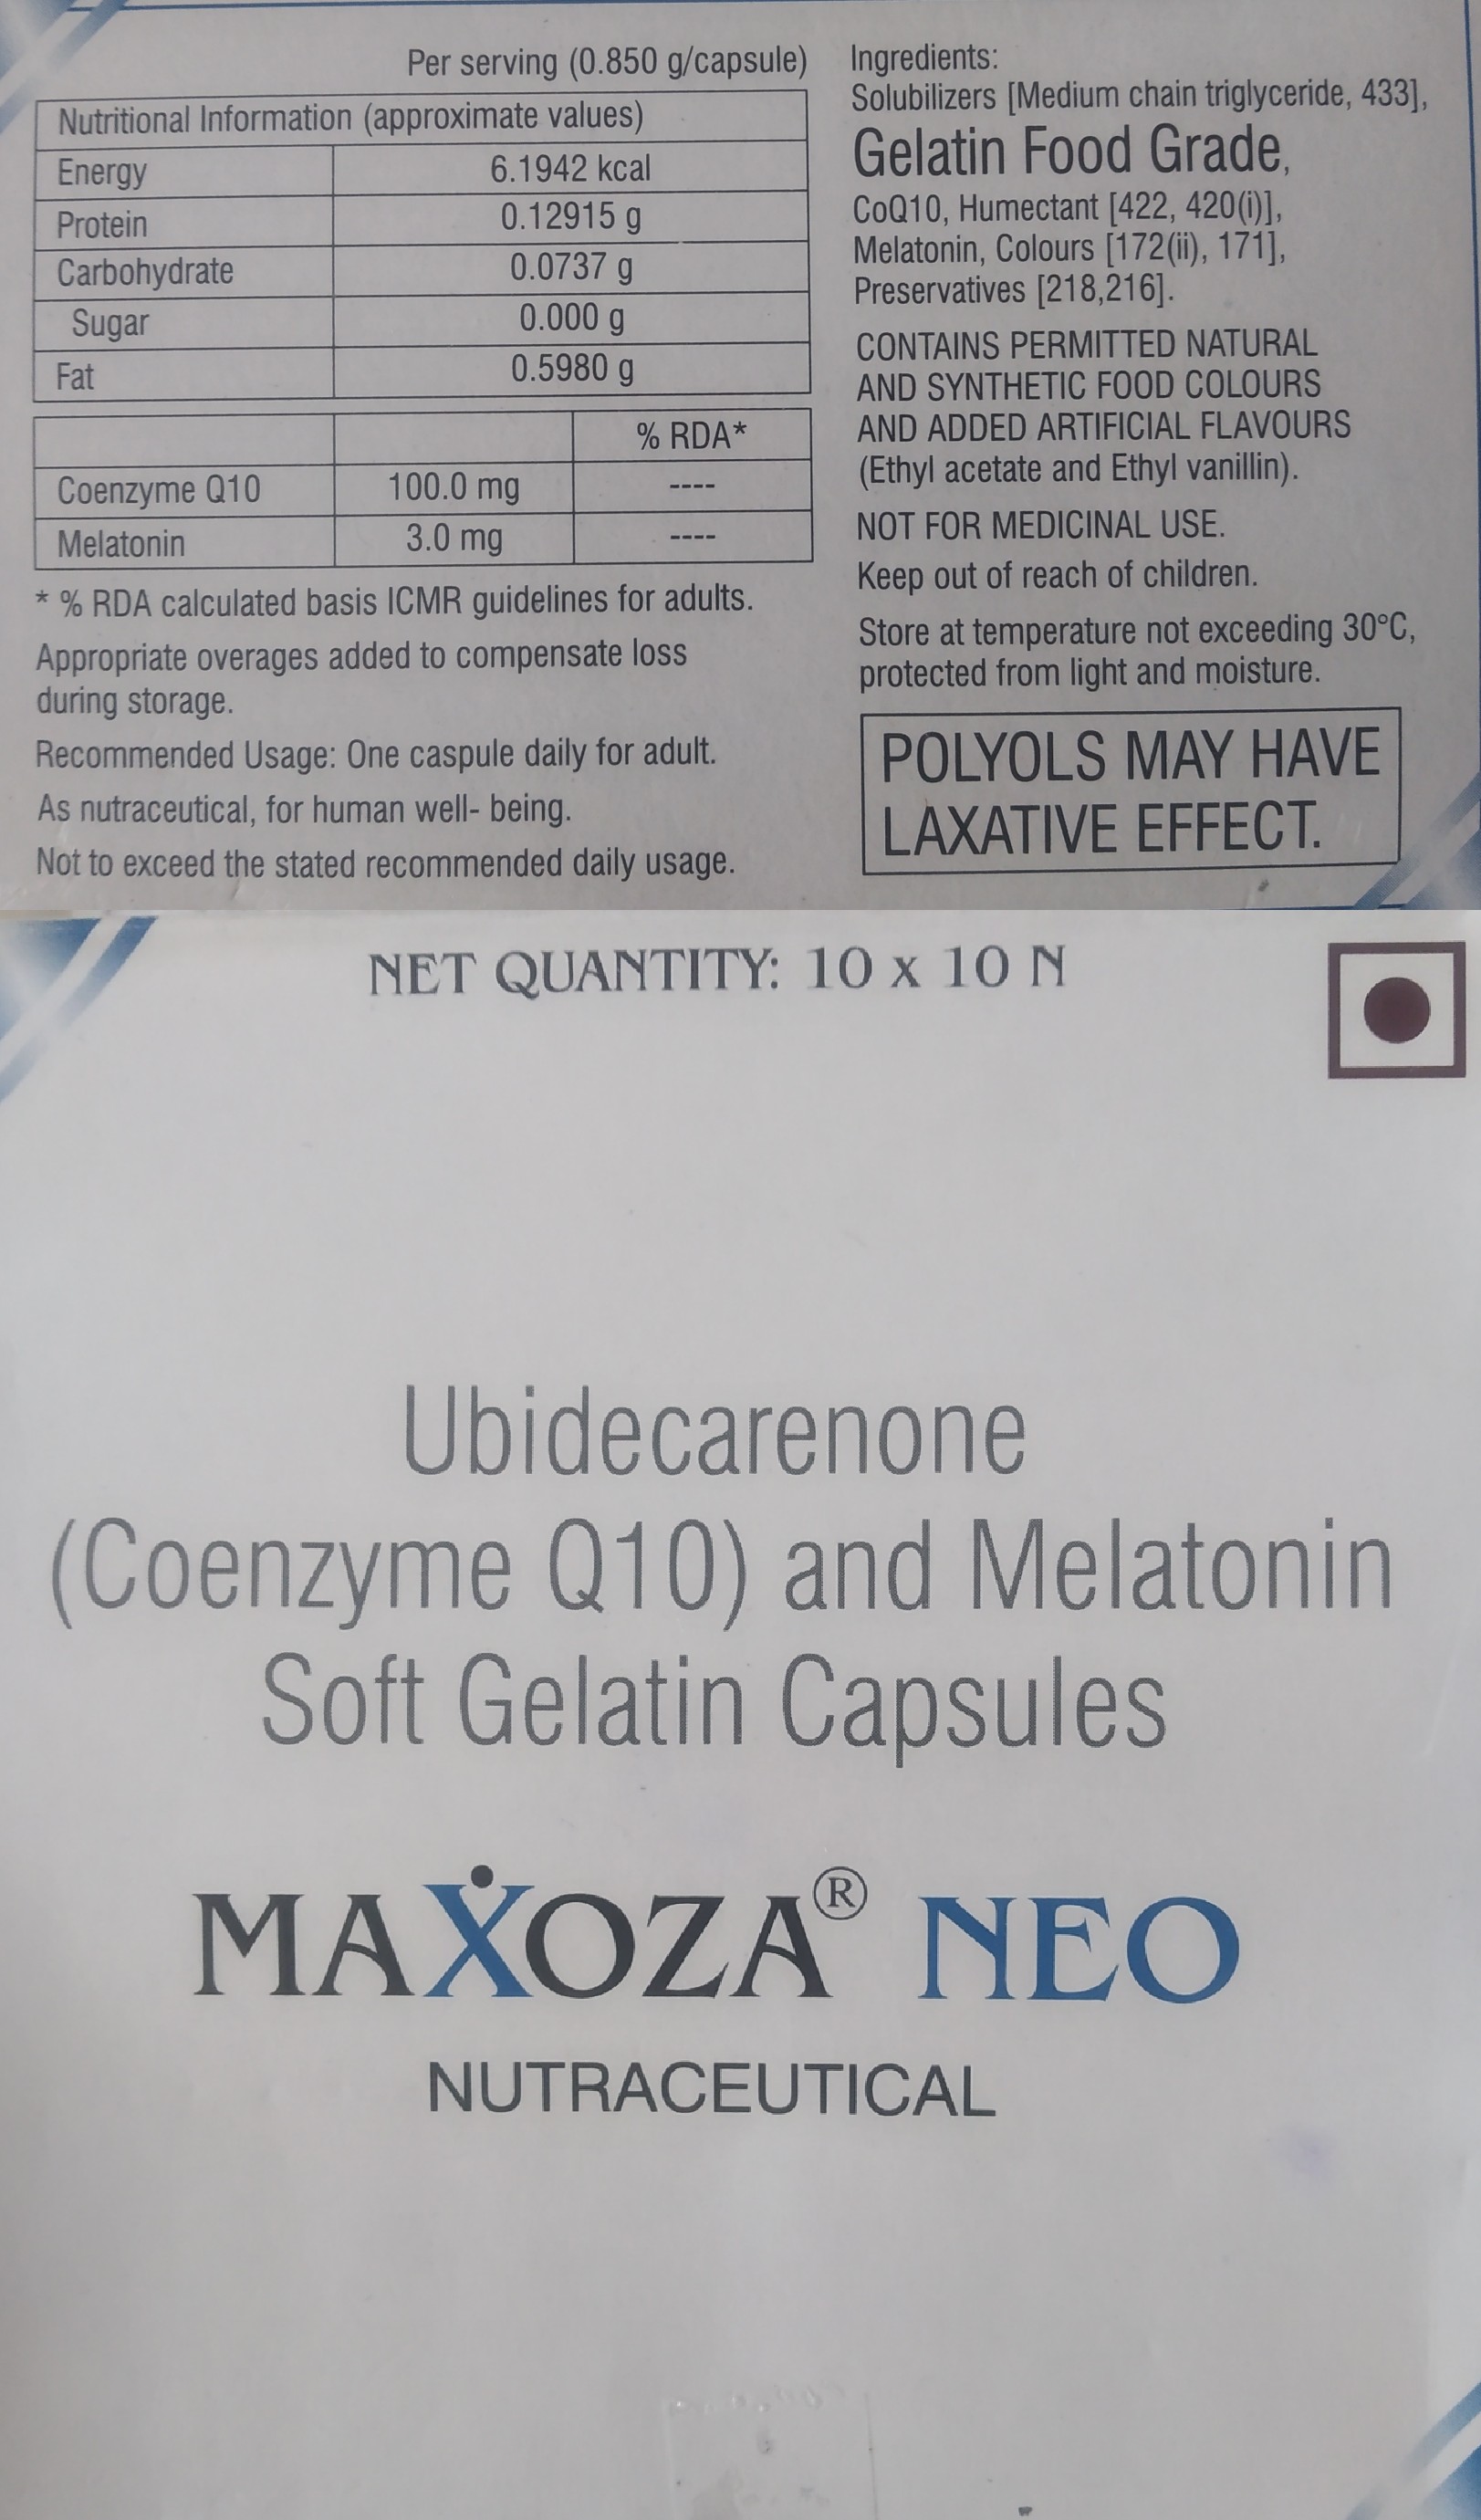 Per serving (0.850 g/capsule)
Nutritional Information (approximate values)
Energy 6.1942 kcal
Protein 0.12915 g
Carbohydrate 0.0737 g
Sugar 0.000 g
Fat 0.5980 g
% RDA*
Coenzyme Q10 100.0 mg ----
Melatonin 3.0 mg ----
* % RDA calculated basis ICMR guidelines for adults.
Appropriate overages added to compensate loss
during storage.
Recommended Usage: One caspule daily for adult.
As nutraceutical, for human well- being.
Not to exceed the stated recommended daily usage.
Ingredients:
Solubilizers [Medium chain triglyceride, 433],
Gelatin Food Grade,
CoQ10, Humectant [422, 420(i)],
Melatonin, Colours [172(ii), 171],
Preservatives [218,216].
CONTAINS PERMITTED NATURAL
AND SYNTHETIC FOOD COLOURS
AND ADDED ARTIFICIAL FLAVOURS
(Ethyl acetate and Ethyl vanillin).
NOT FOR MEDICINAL USE.
Keep out of reach of children.
Store at temperature not exceeding 30°C,
protected from light and moisture.
POLYOLS MAY HAVE
LAXATIVE EFFECT.
NET QUANTITY: 10 x 10 N
Ubidecarenone
(Coenzyme Q10) and Melatonin
Soft Gelatin Capsules
MAXOZA® NEO
NUTRACEUTICAL